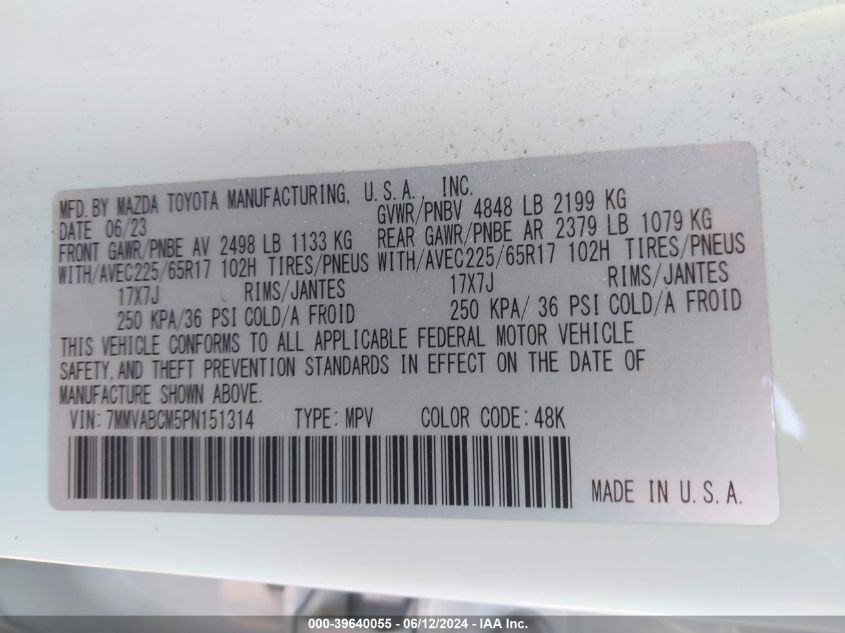 MFD. BY MAZDA TOYOTA MANUFACTURING, U.S.A., INC.
DATE 06/23 GVWR/PNBV 4848 LB 2199 KG
FRONT GAWR/PNBE AV 2498 LB 1133 KG REAR GAWR/PNBE AR 2379 LB 1079 KG
WITH/AVEC225/65R17 102H TIRES/PNEUS WITH/AVEC225/65R17 102H TIRES/PNEUS
17X7J RIMS/JANTES 17X7J RIMS/JANTES
250 KPA/36 PSI COLD/A FROID 250 KPA/ 36 PSI COLD/A FROID
THIS VEHICLE CONFORMS TO ALL APPLICABLE FEDERAL MOTOR VEHICLE
SAFETY, AND THEFT PREVENTION STANDARDS IN EFFECT ON THE DATE OF
MANUFACTURE SHOWN ABOVE.
VIN: 7MMVABCM5PN151314 TYPE: MPV COLOR CODE: 48K
MADE IN U.S.A.
000-39640055 - 06/12/2024 - IAA Inc.